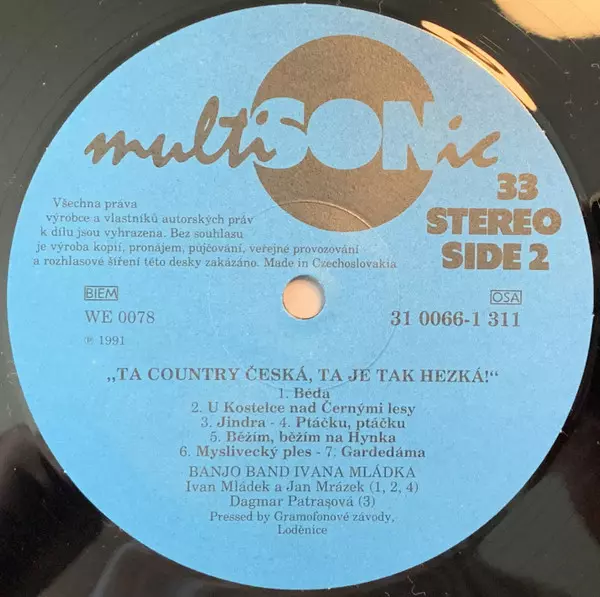 multiSONic
33
STEREO
SIDE 2
Všechna práva
výrobce a vlastníků autorských práv
k dílu jsou vyhrazena. Bez souhlasu
je výroba kopií, pronájem, půjčování, veřejné provozování
a rozhlasové šíření této desky zakázáno. Made in Czechoslovakia
BIEM
OSA
WE 0078
31 0066-1 311
℗ 1991
„TA COUNTRY ČESKÁ, TA JE TAK HEZKÁ!“
1. Béda
2. U Kostelce nad Černými lesy
3. Jindra - 4. Ptáčku, ptáčku
5. Běžím, běžím na Hynka
6. Myslivecký ples - 7. Gardedáma
BANJO BAND IVANA MLÁDKA
Ivan Mládek a Jan Mrázek (1, 2, 4)
Dagmar Patrasová (3)
Pressed by Gramofonové závody,
Loděnice